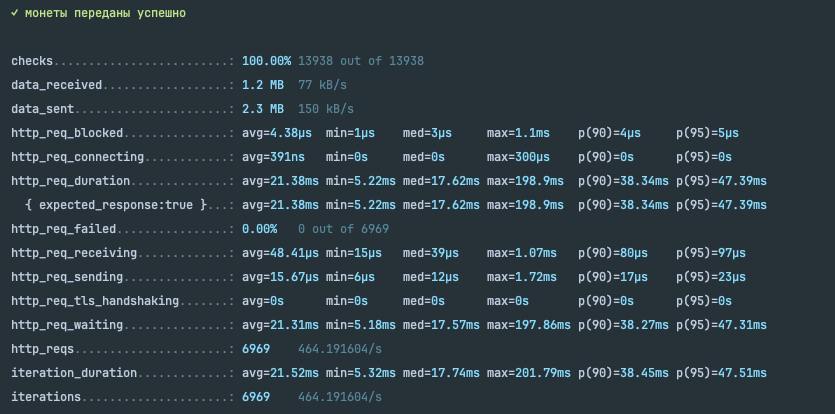 ✓ монеты переданы успешно
checks.........................: 100.00% 13938 out of 13938
data_received..................: 1.2 MB  77 kB/s
data_sent......................: 2.3 MB  150 kB/s
http_req_blocked...............: avg=4.38µs  min=1µs    med=3µs     max=1.1ms    p(90)=4µs     p(95)=5µs
http_req_connecting............: avg=391ns   min=0s     med=0s      max=300µs    p(90)=0s      p(95)=0s
http_req_duration..............: avg=21.38ms min=5.22ms med=17.62ms max=198.9ms  p(90)=38.34ms p(95)=47.39ms
  { expected_response:true }...: avg=21.38ms min=5.22ms med=17.62ms max=198.9ms  p(90)=38.34ms p(95)=47.39ms
http_req_failed................: 0.00%   0 out of 6969
http_req_receiving.............: avg=48.41µs min=15µs   med=39µs    max=1.07ms   p(90)=80µs    p(95)=97µs
http_req_sending...............: avg=15.67µs min=6µs    med=12µs    max=1.72ms   p(90)=17µs    p(95)=23µs
http_req_tls_handshaking.......: avg=0s      min=0s     med=0s      max=0s       p(90)=0s      p(95)=0s
http_req_waiting...............: avg=21.31ms min=5.18ms med=17.57ms max=197.86ms p(90)=38.27ms p(95)=47.31ms
http_reqs......................: 6969    464.191604/s
iteration_duration.............: avg=21.52ms min=5.32ms med=17.74ms max=201.79ms p(90)=38.45ms p(95)=47.51ms
iterations.....................: 6969    464.191604/s